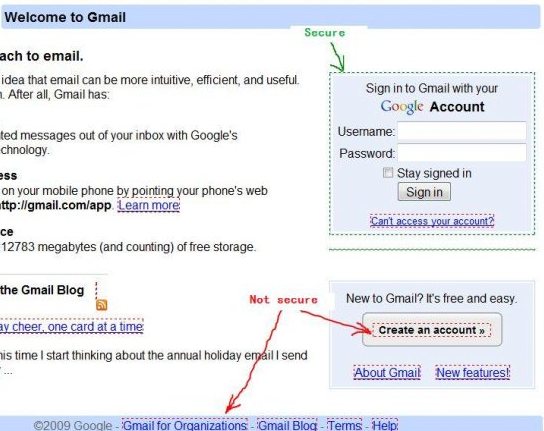 Welcome to Gmail
Secure
ach to email.
idea that email can be more intuitive, efficient, and useful.
. After all, Gmail has:
ted messages out of your inbox with Google's
chnology.
ess
on your mobile phone by pointing your phone's web
ttp://gmail.com/app. Learn more
ce
12783 megabytes (and counting) of free storage.
the Gmail Blog
ay cheer, one card at a time
his time I start thinking about the annual holiday email I send
...
Sign in to Gmail with your
Google Account
Username:
Password:
Stay signed in
Sign in
Can't access your account?
Not secure
New to Gmail? It's free and easy.
Create an account »
About Gmail New features!
©2009 Google - Gmail for Organizations - Gmail Blog - Terms - Help